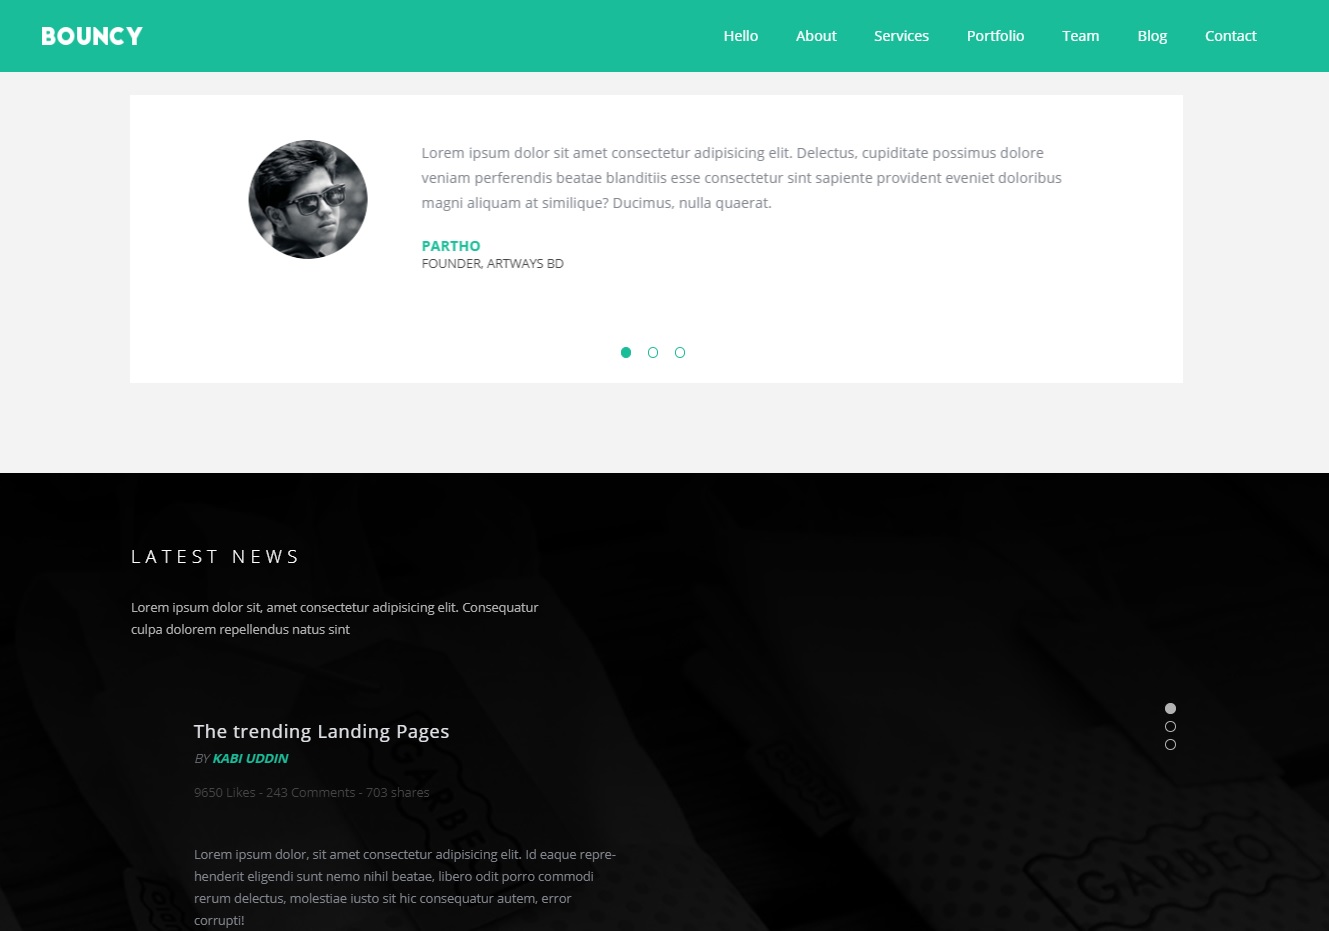 BOUNCY
Hello About Services Portfolio Team Blog Contact
Lorem ipsum dolor sit amet consectetur adipisicing elit. Delectus, cupiditate possimus dolore
veniam perferendis beatae blanditiis esse consectetur sint sapiente provident eveniet doloribus
magni aliquam at similique? Ducimus, nulla quaerat.
PARTHO
FOUNDER, ARTWAYS BD
LATEST NEWS
Lorem ipsum dolor sit, amet consectetur adipisicing elit. Consequatur
culpa dolorem repellendus natus sint
The trending Landing Pages
BY KABI UDDIN
9650 Likes - 243 Comments - 703 shares
Lorem ipsum dolor, sit amet consectetur adipisicing elit. Id eaque repre-
henderit eligendi sunt nemo nihil beatae, libero odit porro commodi
rerum delectus, molestiae iusto sit hic consequatur autem, error
corrupti!
GARBEO